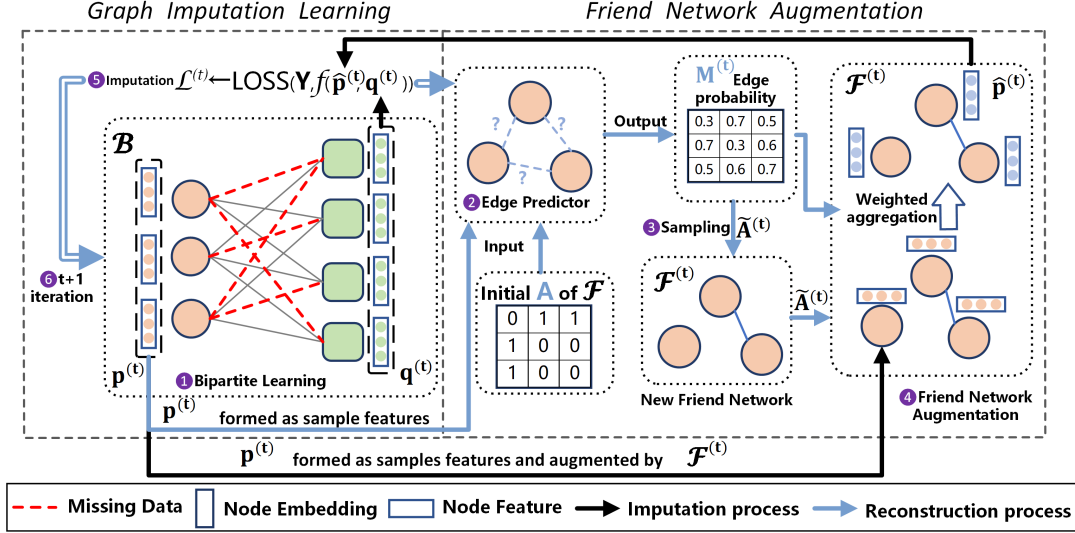 Graph Imputation Learning
Friend Network Augmentation
5 Imputation ℒ(t)←LOSS(Y,f(p̂(t),q(t)))
ℬ
6 t+1
iteration
p(t)
1 Bipartite Learning
q(t)
p(t)
formed as sample features
p(t) formed as samples features and augmented by ℱ(t)
? ? ?
2 Edge Predictor
Input
Initial A of ℱ
0 1 1
1 0 0
1 0 0
Output
M(t) Edge
probability
0.3 0.7 0.5
0.7 0.3 0.6
0.5 0.6 0.7
3 Sampling Ã(t)
ℱ(t)
New Friend Network
Ã(t)
ℱ(t)
p̂(t)
Weighted
aggregation
4 Friend Network
Augmentation
Missing Data
Node Embedding
Node Feature
Imputation process
Reconstruction process